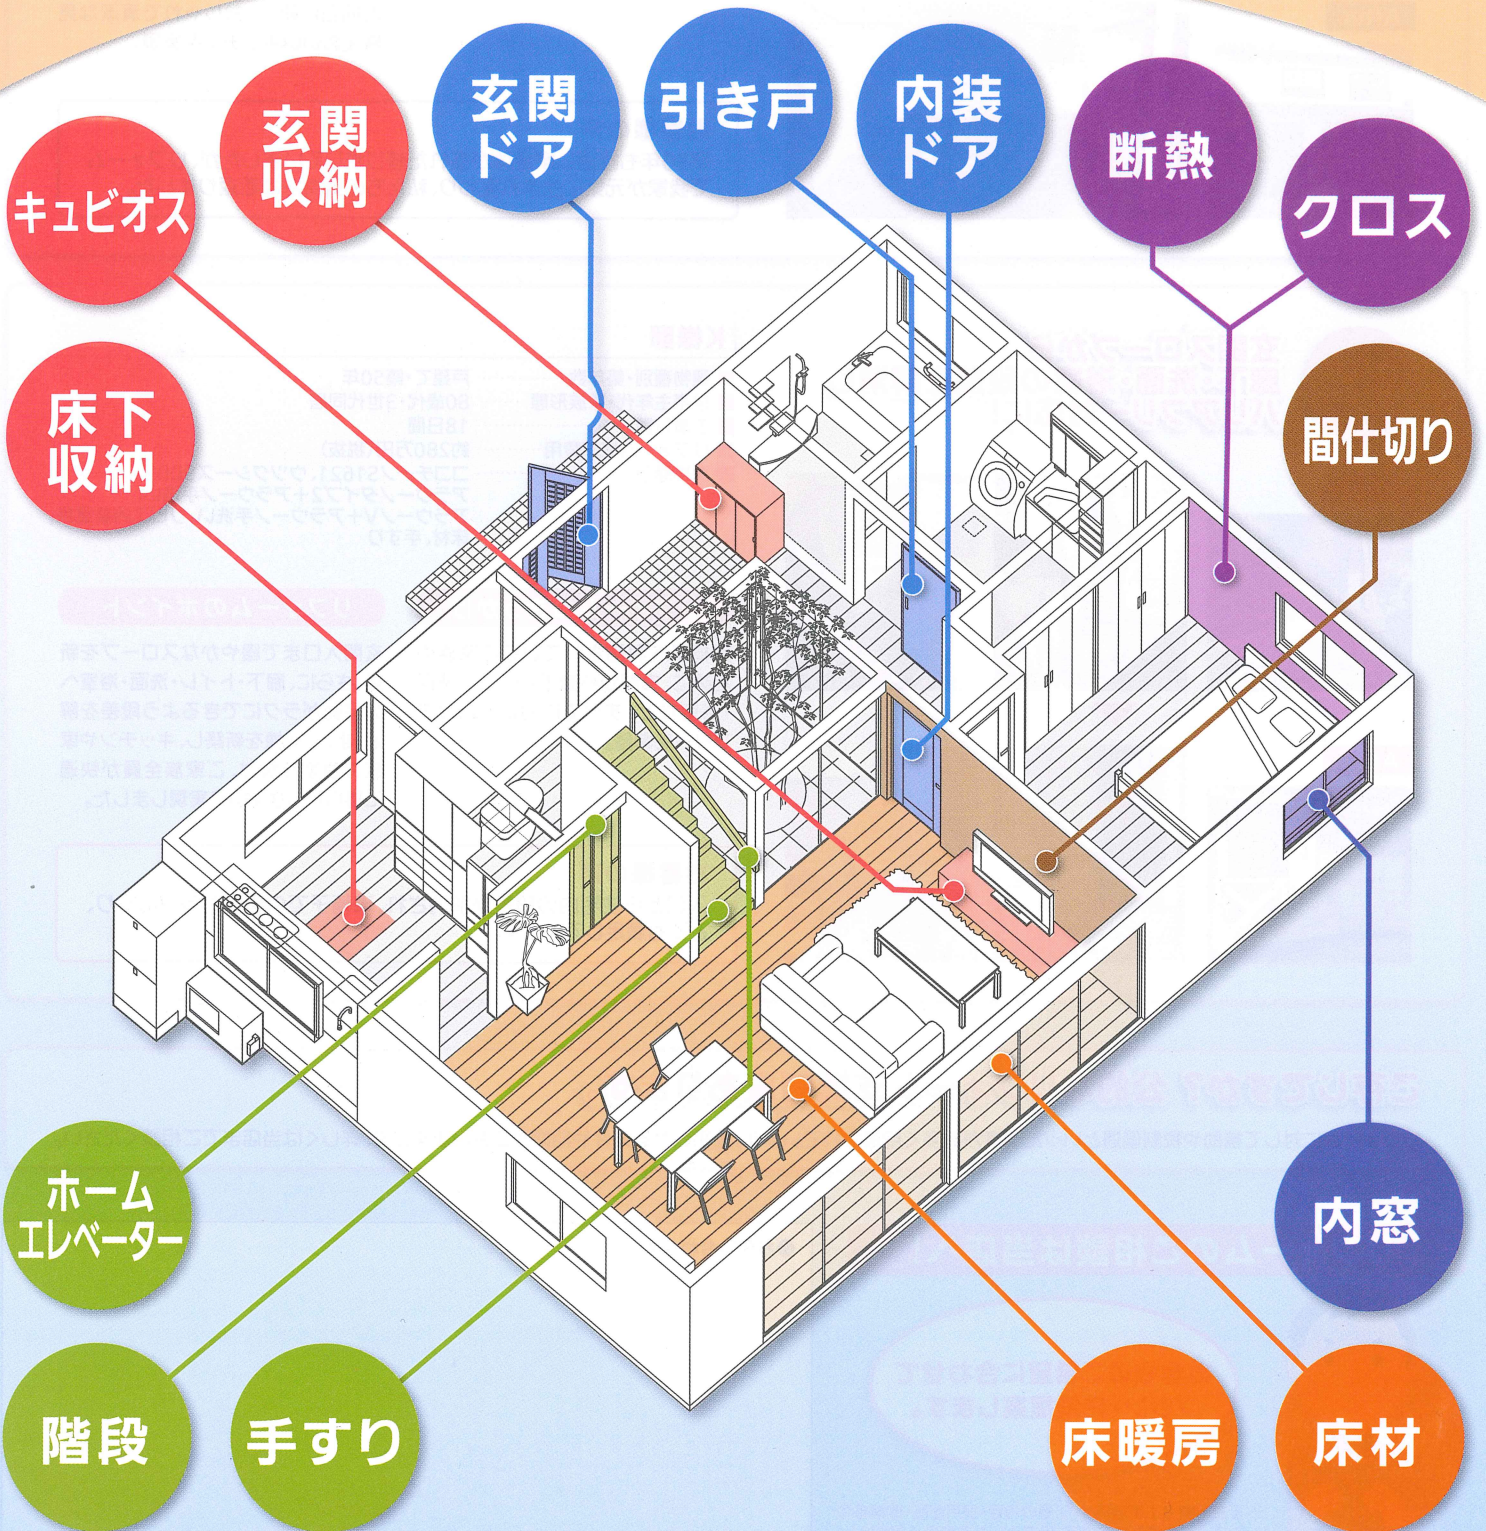 キュビオス
玄関
収納
玄関
ドア
引き戸
内装
ドア
断熱
クロス
床下
収納
間仕切り
ホーム
エレベーター
内窓
階段
手すり
床暖房
床材